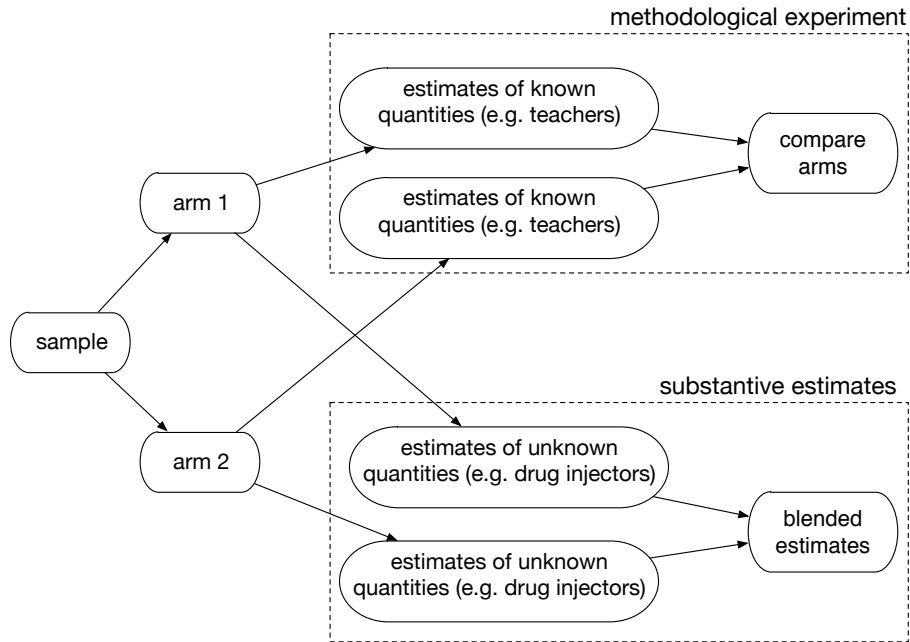 methodological experiment
estimates of known
quantities (e.g. teachers)
compare
arms
arm 1
estimates of known
quantities (e.g. teachers)
sample
substantive estimates
arm 2
estimates of unknown
quantities (e.g. drug injectors)
blended
estimates
estimates of unknown
quantities (e.g. drug injectors)